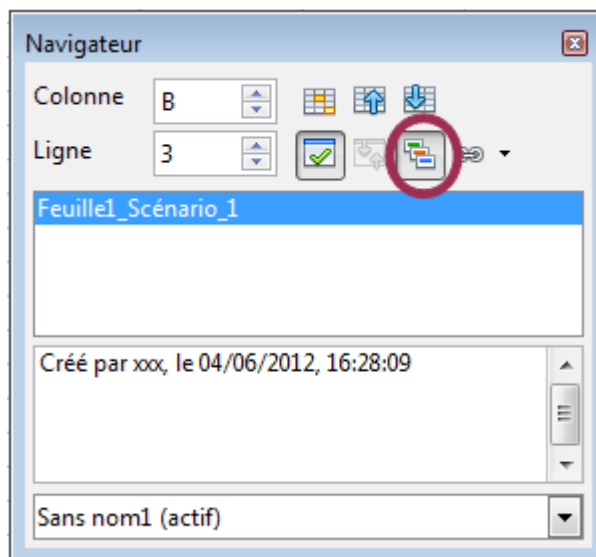 Navigateur
Colonne B
Ligne 3
Feuille1_Scénario_1
Créé par xxx, le 04/06/2012, 16:28:09
Sans nom1 (actif)